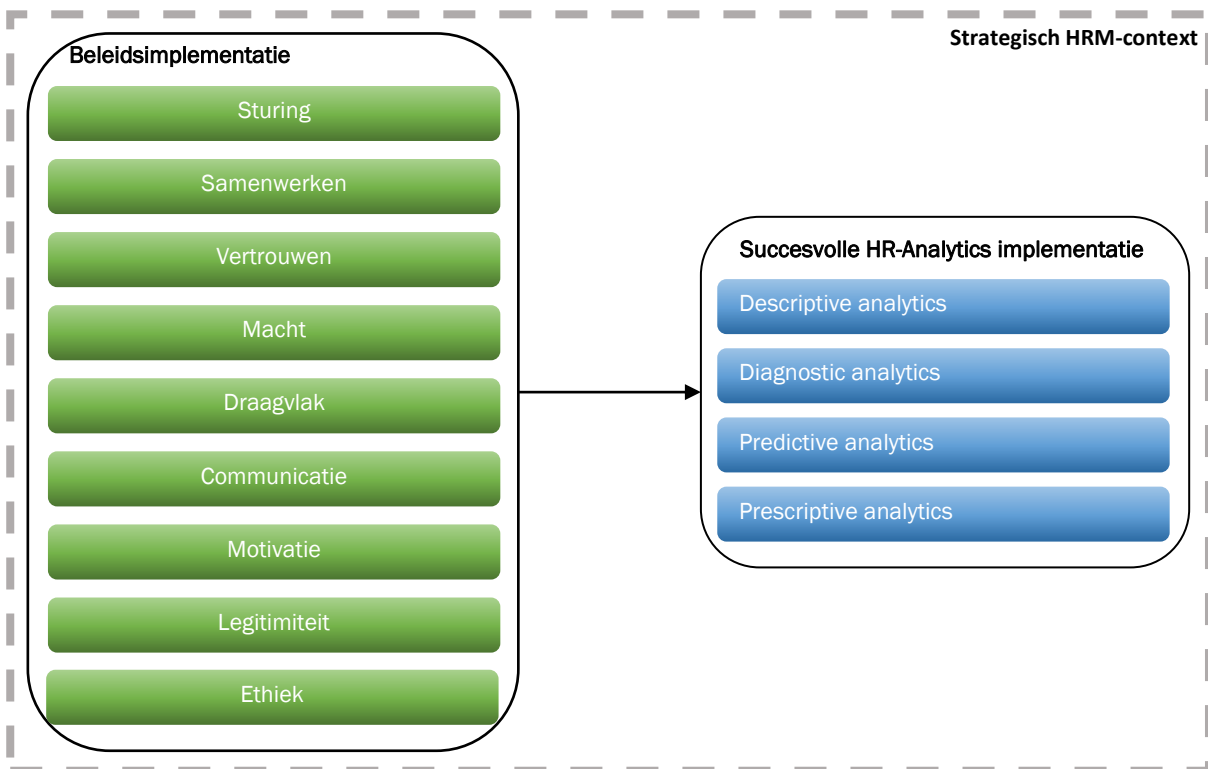 Strategisch HRM-context
Beleidsimplementatie
Sturing
Samenwerken
Vertrouwen
Macht
Draagvlak
Communicatie
Motivatie
Legitimiteit
Ethiek
Succesvolle HR-Analytics implementatie
Descriptive analytics
Diagnostic analytics
Predictive analytics
Prescriptive analytics